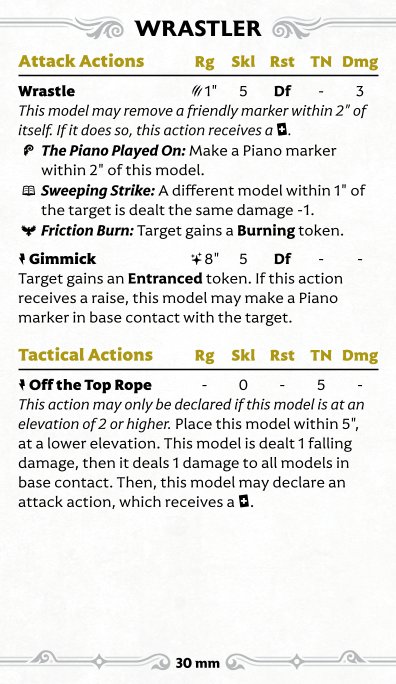 WRASTLER
Attack Actions Rg Skl Rst TN Dmg
Wrastle 1" 5 Df - 3
This model may remove a friendly marker within 2" of
itself. If it does so, this action receives a .
The Piano Played On: Make a Piano marker
within 2" of this model.
Sweeping Strike: A different model within 1" of
the target is dealt the same damage -1.
Friction Burn: Target gains a Burning token.
Gimmick 8" 5 Df - -
Target gains an Entranced token. If this action
receives a raise, this model may make a Piano
marker in base contact with the target.
Tactical Actions Rg Skl Rst TN Dmg
Off the Top Rope - 0 - 5 -
This action may only be declared if this model is at an
elevation of 2 or higher. Place this model within 5",
at a lower elevation. This model is dealt 1 falling
damage, then it deals 1 damage to all models in
base contact. Then, this model may declare an
attack action, which receives a .
30 mm